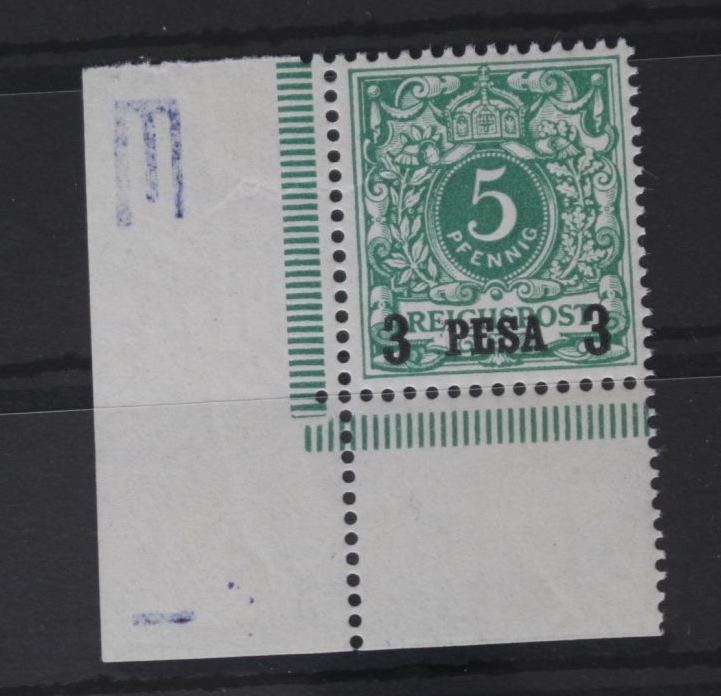 5
PFENNIG
REICHSPOST
3 PESA 3